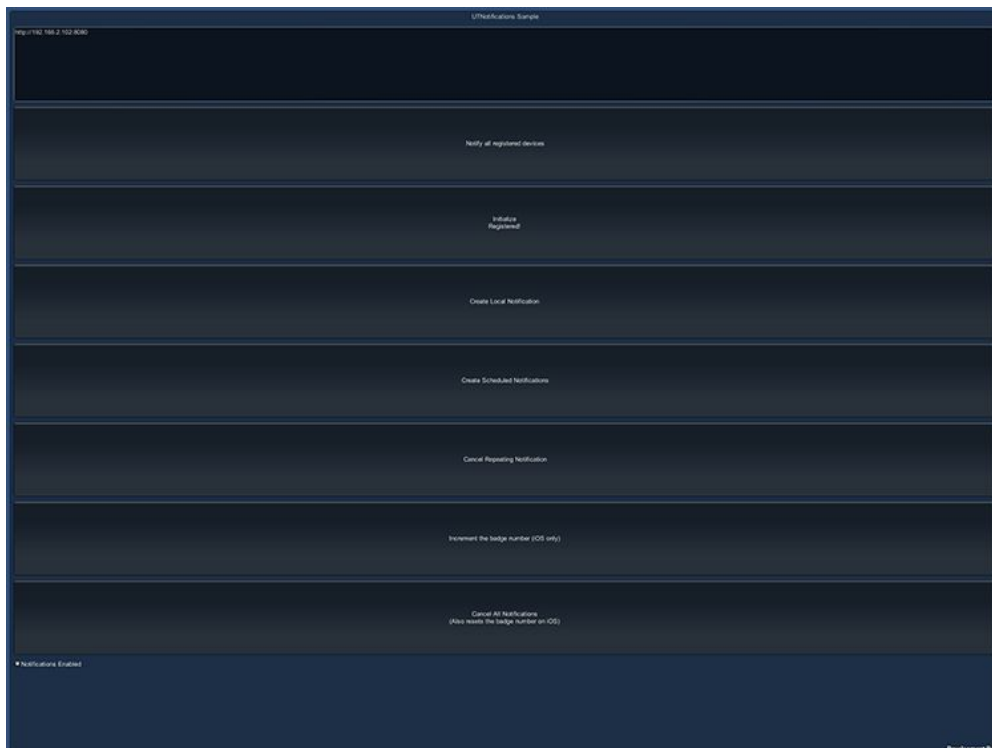 UTNotifications Sample
http://192.168.2.102:8080
Notify all registered devices
Initialize
Registered!
Create Local Notification
Create Scheduled Notifications
Cancel Repeating Notification
Increment the badge number (iOS only)
Cancel All Notifications
(Also resets the badge number on iOS)
Notifications Enabled